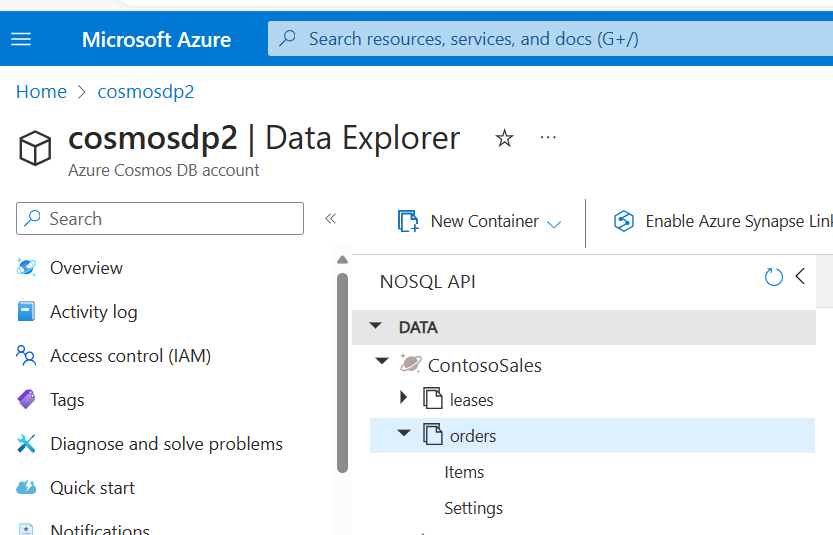 Microsoft Azure
Search resources, services, and docs (G+/)
Home > cosmosdp2
cosmosdp2 | Data Explorer
Azure Cosmos DB account
Search
Overview
Activity log
Access control (IAM)
Tags
Diagnose and solve problems
Quick start
Notifications
New Container
Enable Azure Synapse Link
NOSQL API
DATA
ContosoSales
leases
orders
Items
Settings